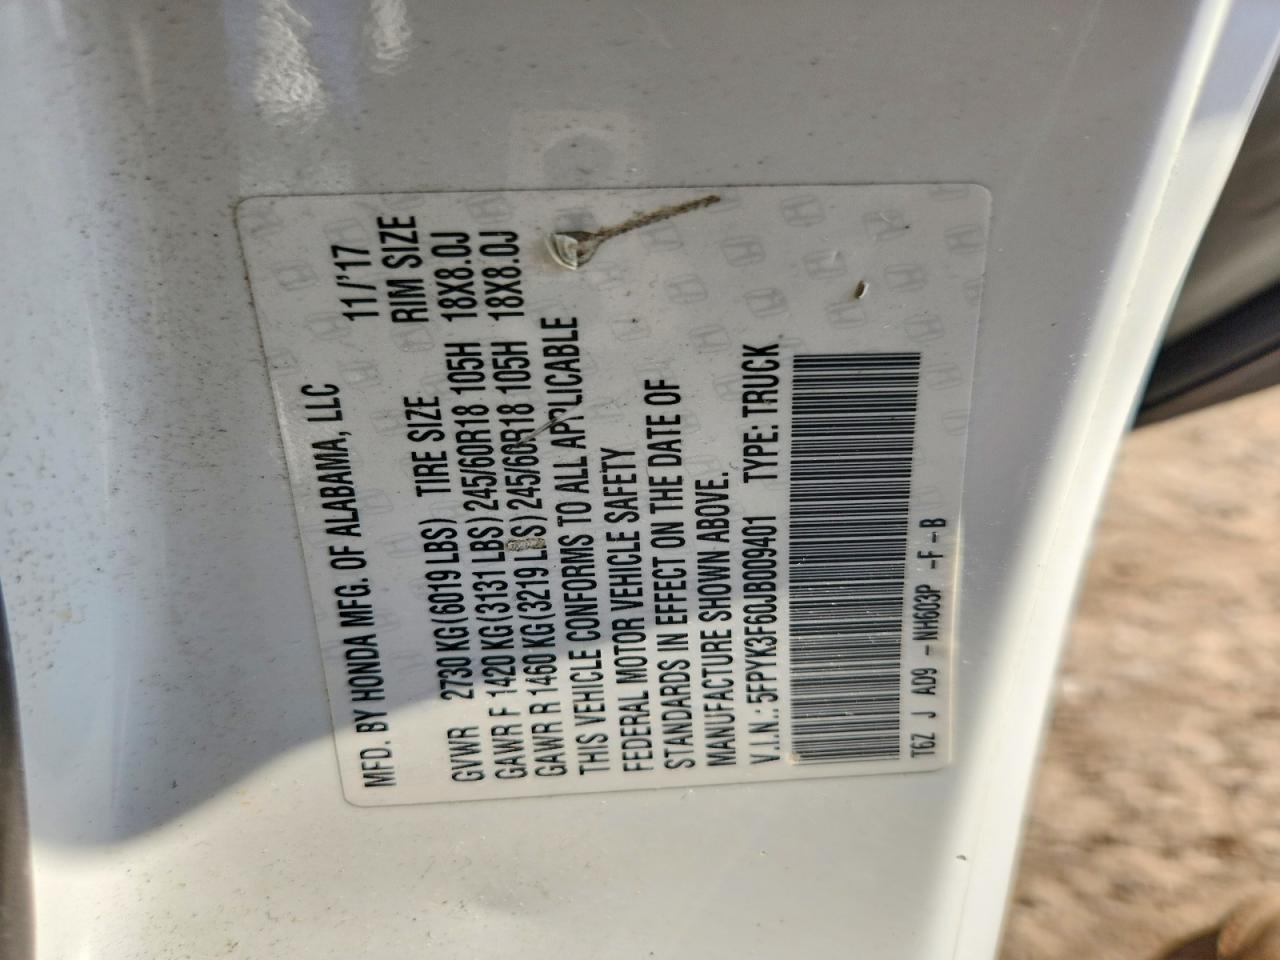 MFD. BY HONDA MFG. OF ALABAMA, LLC 11/'17
GVWR 2730 KG (6019 LBS) TIRE SIZE RIM SIZE
GAWR F 1420 KG (3131 LBS) 245/60R18 105H 18X8.0J
GAWR R 1460 KG (3219 LBS) 245/60R18 105H 18X8.0J
THIS VEHICLE CONFORMS TO ALL APPLICABLE
FEDERAL MOTOR VEHICLE SAFETY
STANDARDS IN EFFECT ON THE DATE OF
MANUFACTURE SHOWN ABOVE.
V.I.N.: 5FPYK3F60JB009401 TYPE: TRUCK
T6Z J AD9 -NH603P -F-B